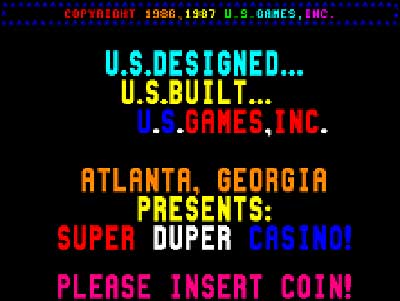 COPYRIGHT 1986,1987 U.S.GAMES,INC.
U.S.DESIGNED...
U.S.BUILT...
U.S.GAMES,INC.
ATLANTA, GEORGIA
PRESENTS:
SUPER DUPER CASINO!
PLEASE INSERT COIN!